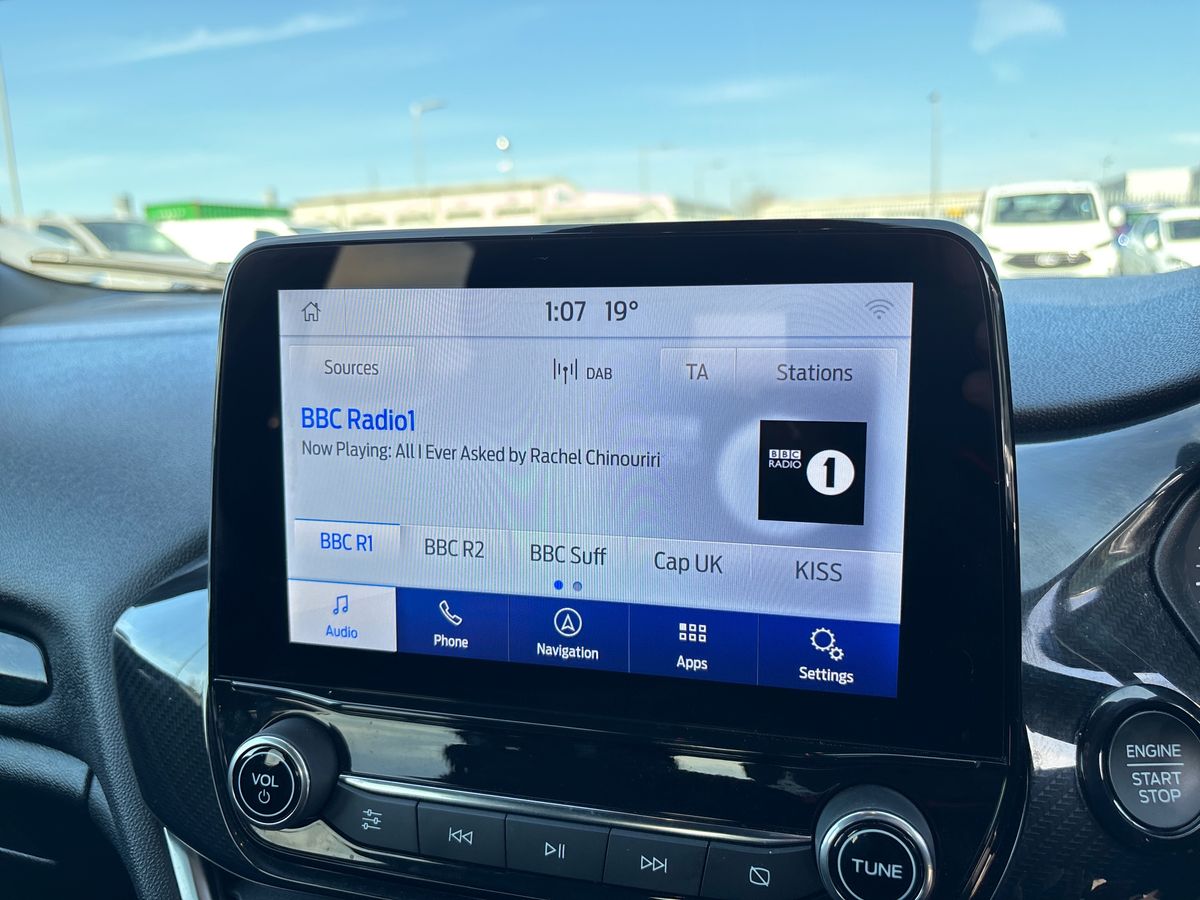 1:07 19°
Sources
DAB
TA
Stations
BBC Radio1
Now Playing: All I Ever Asked by Rachel Chinouriri
BBC
RADIO
1
BBC R1
BBC R2
BBC Suff
Cap UK
KISS
Audio
Phone
Navigation
Apps
Settings
VOL
TUNE
ENGINE
START
STOP